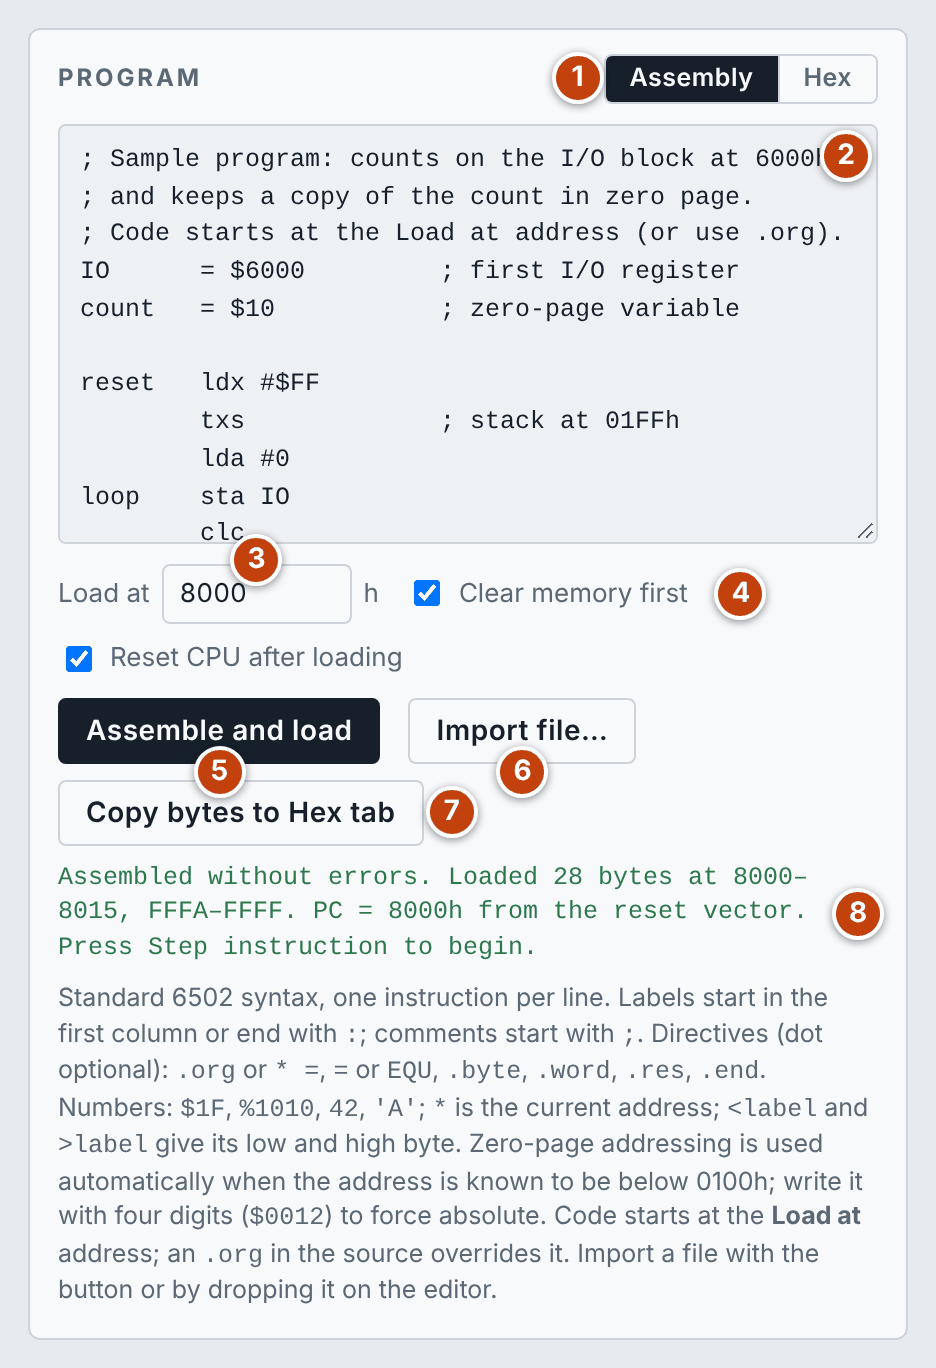 PROGRAM
1
Assembly
Hex
2
; Sample program: counts on the I/O block at 6000h
; and keeps a copy of the count in zero page.
; Code starts at the Load at address (or use .org).
IO      = $6000         ; first I/O register
count   = $10           ; zero-page variable
reset   ldx #$FF
        txs             ; stack at 01FFh
        lda #0
loop    sta IO
        clc
3
Load at 8000 h Clear memory first 4
Reset CPU after loading
Assemble and load Import file...
5 6
Copy bytes to Hex tab 7
Assembled without errors. Loaded 28 bytes at 8000–
8015, FFFA–FFFF. PC = 8000h from the reset vector.
Press Step instruction to begin.
8
Standard 6502 syntax, one instruction per line. Labels start in the
first column or end with :; comments start with ;. Directives (dot
optional): .org or * =, = or EQU, .byte, .word, .res, .end.
Numbers: $1F, %1010, 42, 'A'; * is the current address; <label and
>label give its low and high byte. Zero-page addressing is used
automatically when the address is known to be below 0100h; write it
with four digits ($0012) to force absolute. Code starts at the Load at
address; an .org in the source overrides it. Import a file with the
button or by dropping it on the editor.